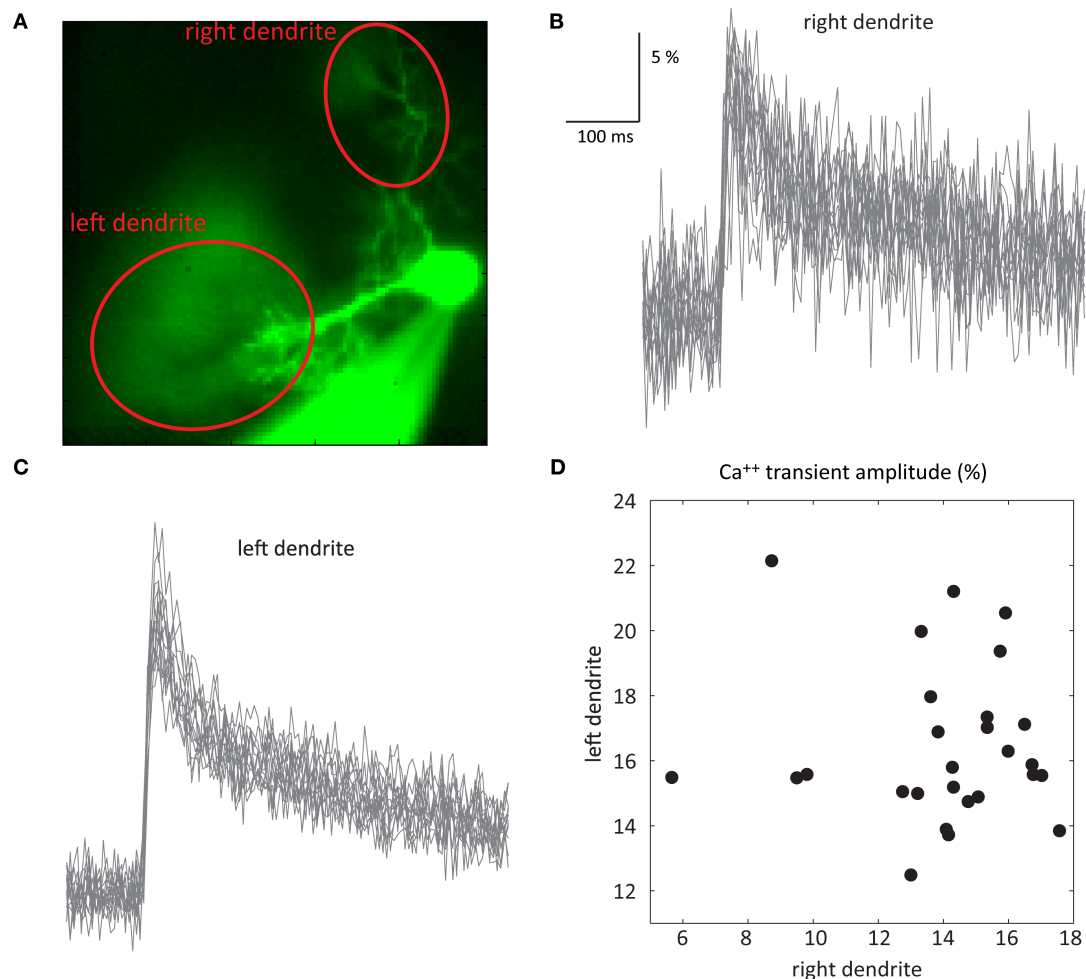 A
right dendrite
left dendrite
B
right dendrite
5 %
100 ms
C
left dendrite
D
Ca⁺⁺ transient amplitude (%)
24
22
20
18
16
14
12
left dendrite
6 8 10 12 14 16 18
right dendrite